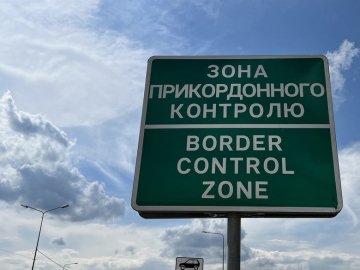 ЗОНА
ПРИКОРДОННОГО
КОНТРОЛЮ
BORDER
CONTROL
ZONE